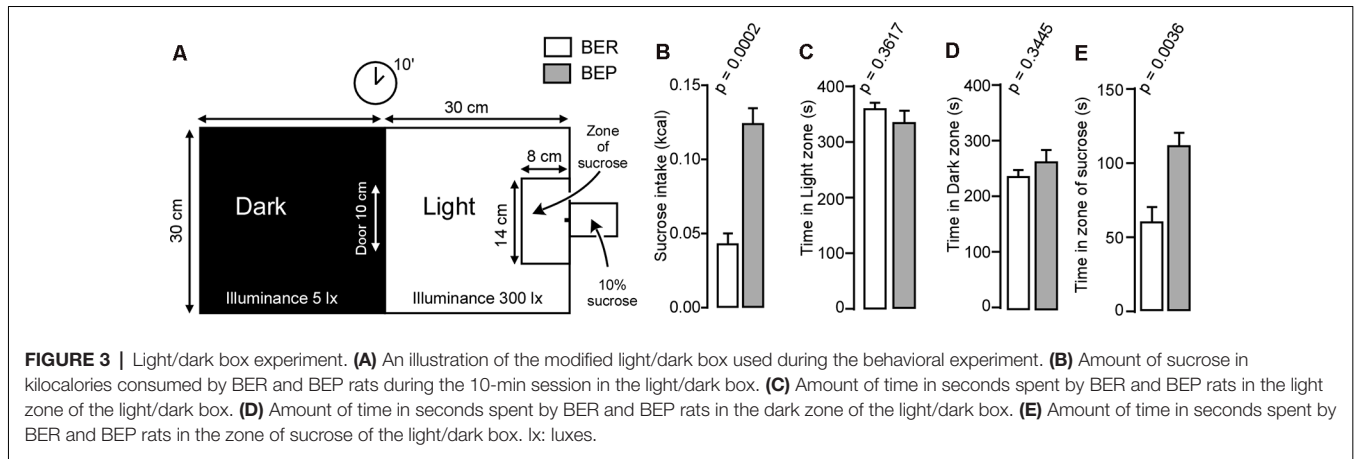 A
10'
BER
BEP
30 cm
30 cm
Dark
Door 10 cm
Illuminance 5 lx
Light
Illuminance 300 lx
8 cm
14 cm
Zone
of
sucrose
10%
sucrose
B
p = 0.0002
Sucrose intake (kcal)
0.15
0.10
0.05
0.00
C
p = 0.3617
Time in Light zone (s)
400
300
200
100
0
D
p = 0.3445
Time in Dark zone (s)
400
300
200
100
0
E
p = 0.0036
Time in zone of sucrose (s)
150
100
50
0
FIGURE 3 | Light/dark box experiment. (A) An illustration of the modified light/dark box used during the behavioral experiment. (B) Amount of sucrose in
kilocalories consumed by BER and BEP rats during the 10-min session in the light/dark box. (C) Amount of time in seconds spent by BER and BEP rats in the light
zone of the light/dark box. (D) Amount of time in seconds spent by BER and BEP rats in the dark zone of the light/dark box. (E) Amount of time in seconds spent by
BER and BEP rats in the zone of sucrose of the light/dark box. lx: luxes.